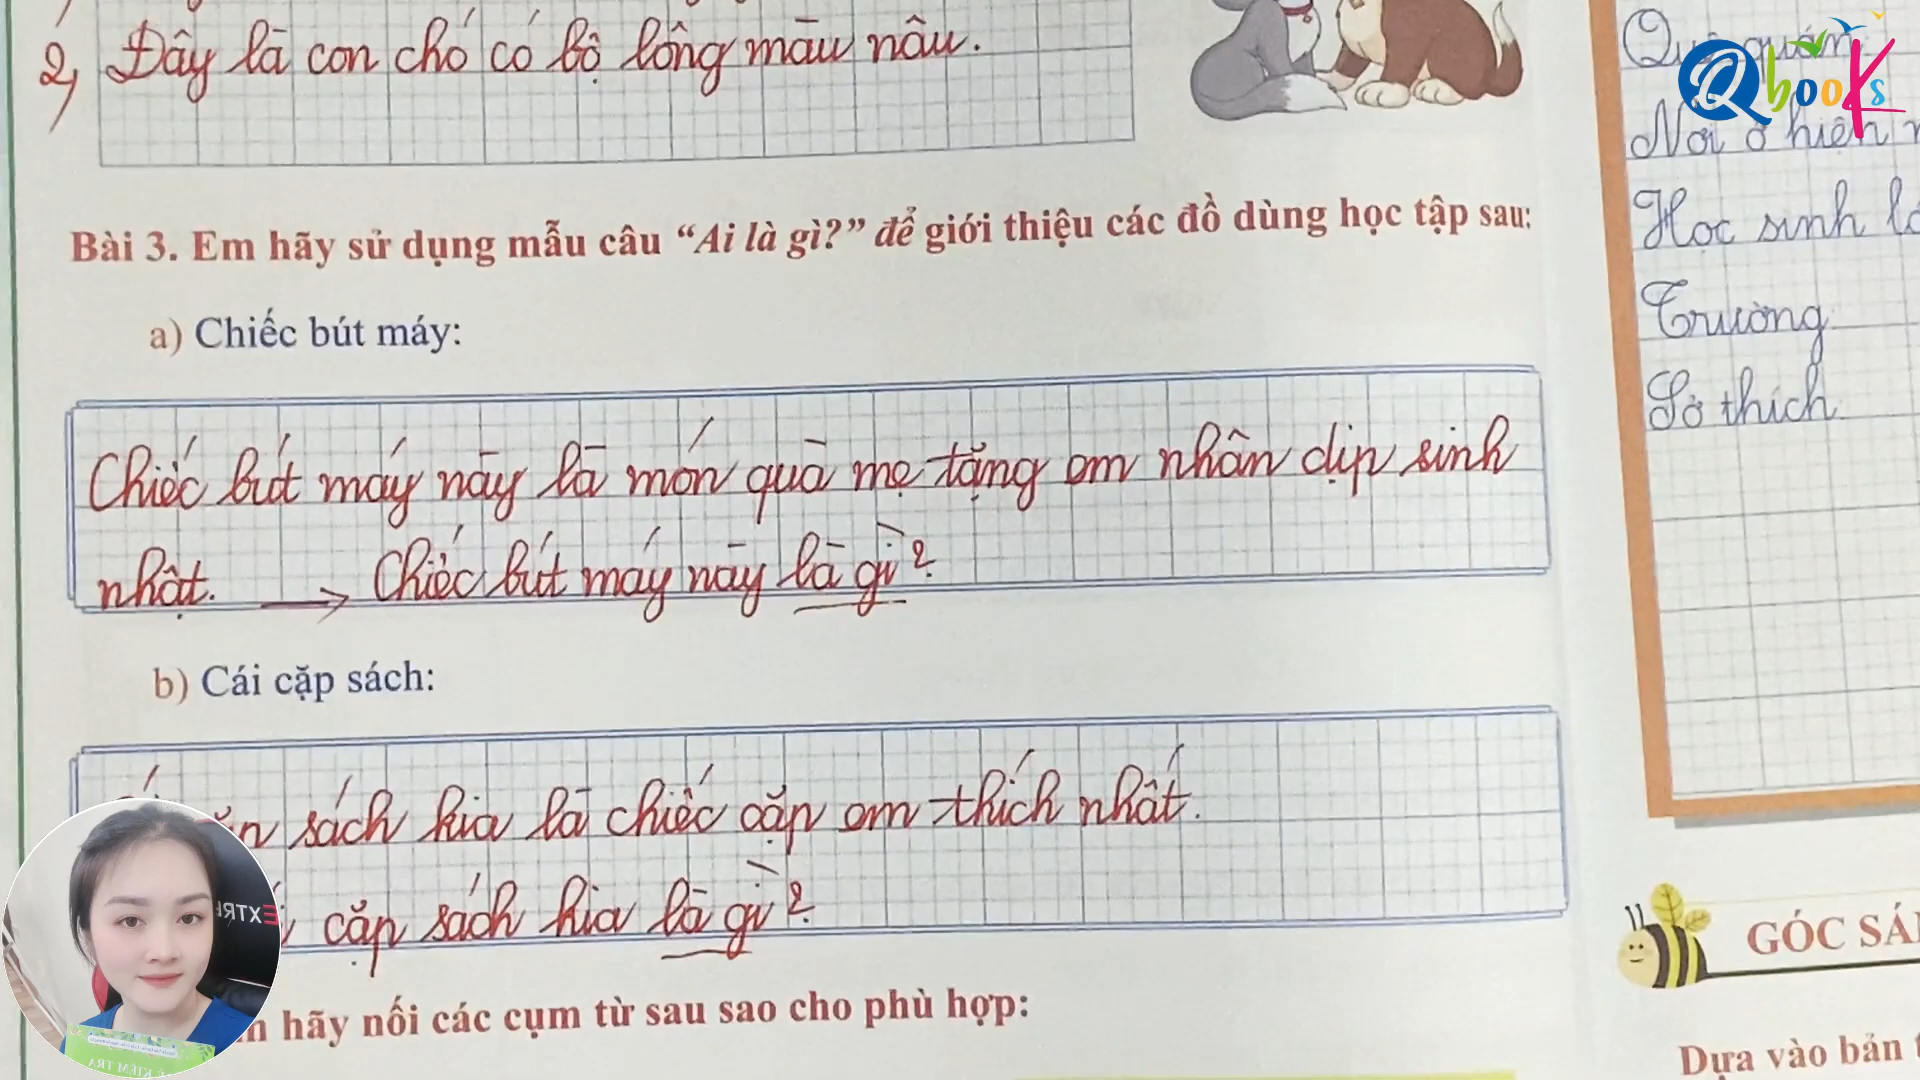 2, Đây là con chó có bộ lông màu nâu.
Bài 3. Em hãy sử dụng mẫu câu “Ai là gì?” để giới thiệu các đồ dùng học tập sau:
a) Chiếc bút máy:
Chiếc bút máy này là món quà mẹ tặng em nhân dịp sinh
nhật. → Chiếc bút máy này là gì?
b) Cái cặp sách:
sách kia là chiếc cặp em thích nhất.
cặp sách kia là gì?
hãy nối các cụm từ sau sao cho phù hợp:
Qbooks
Nơi ở hiện
Học sinh
Trường
Sở thích
GÓC
Dựa vào bản
KIỂM TRA